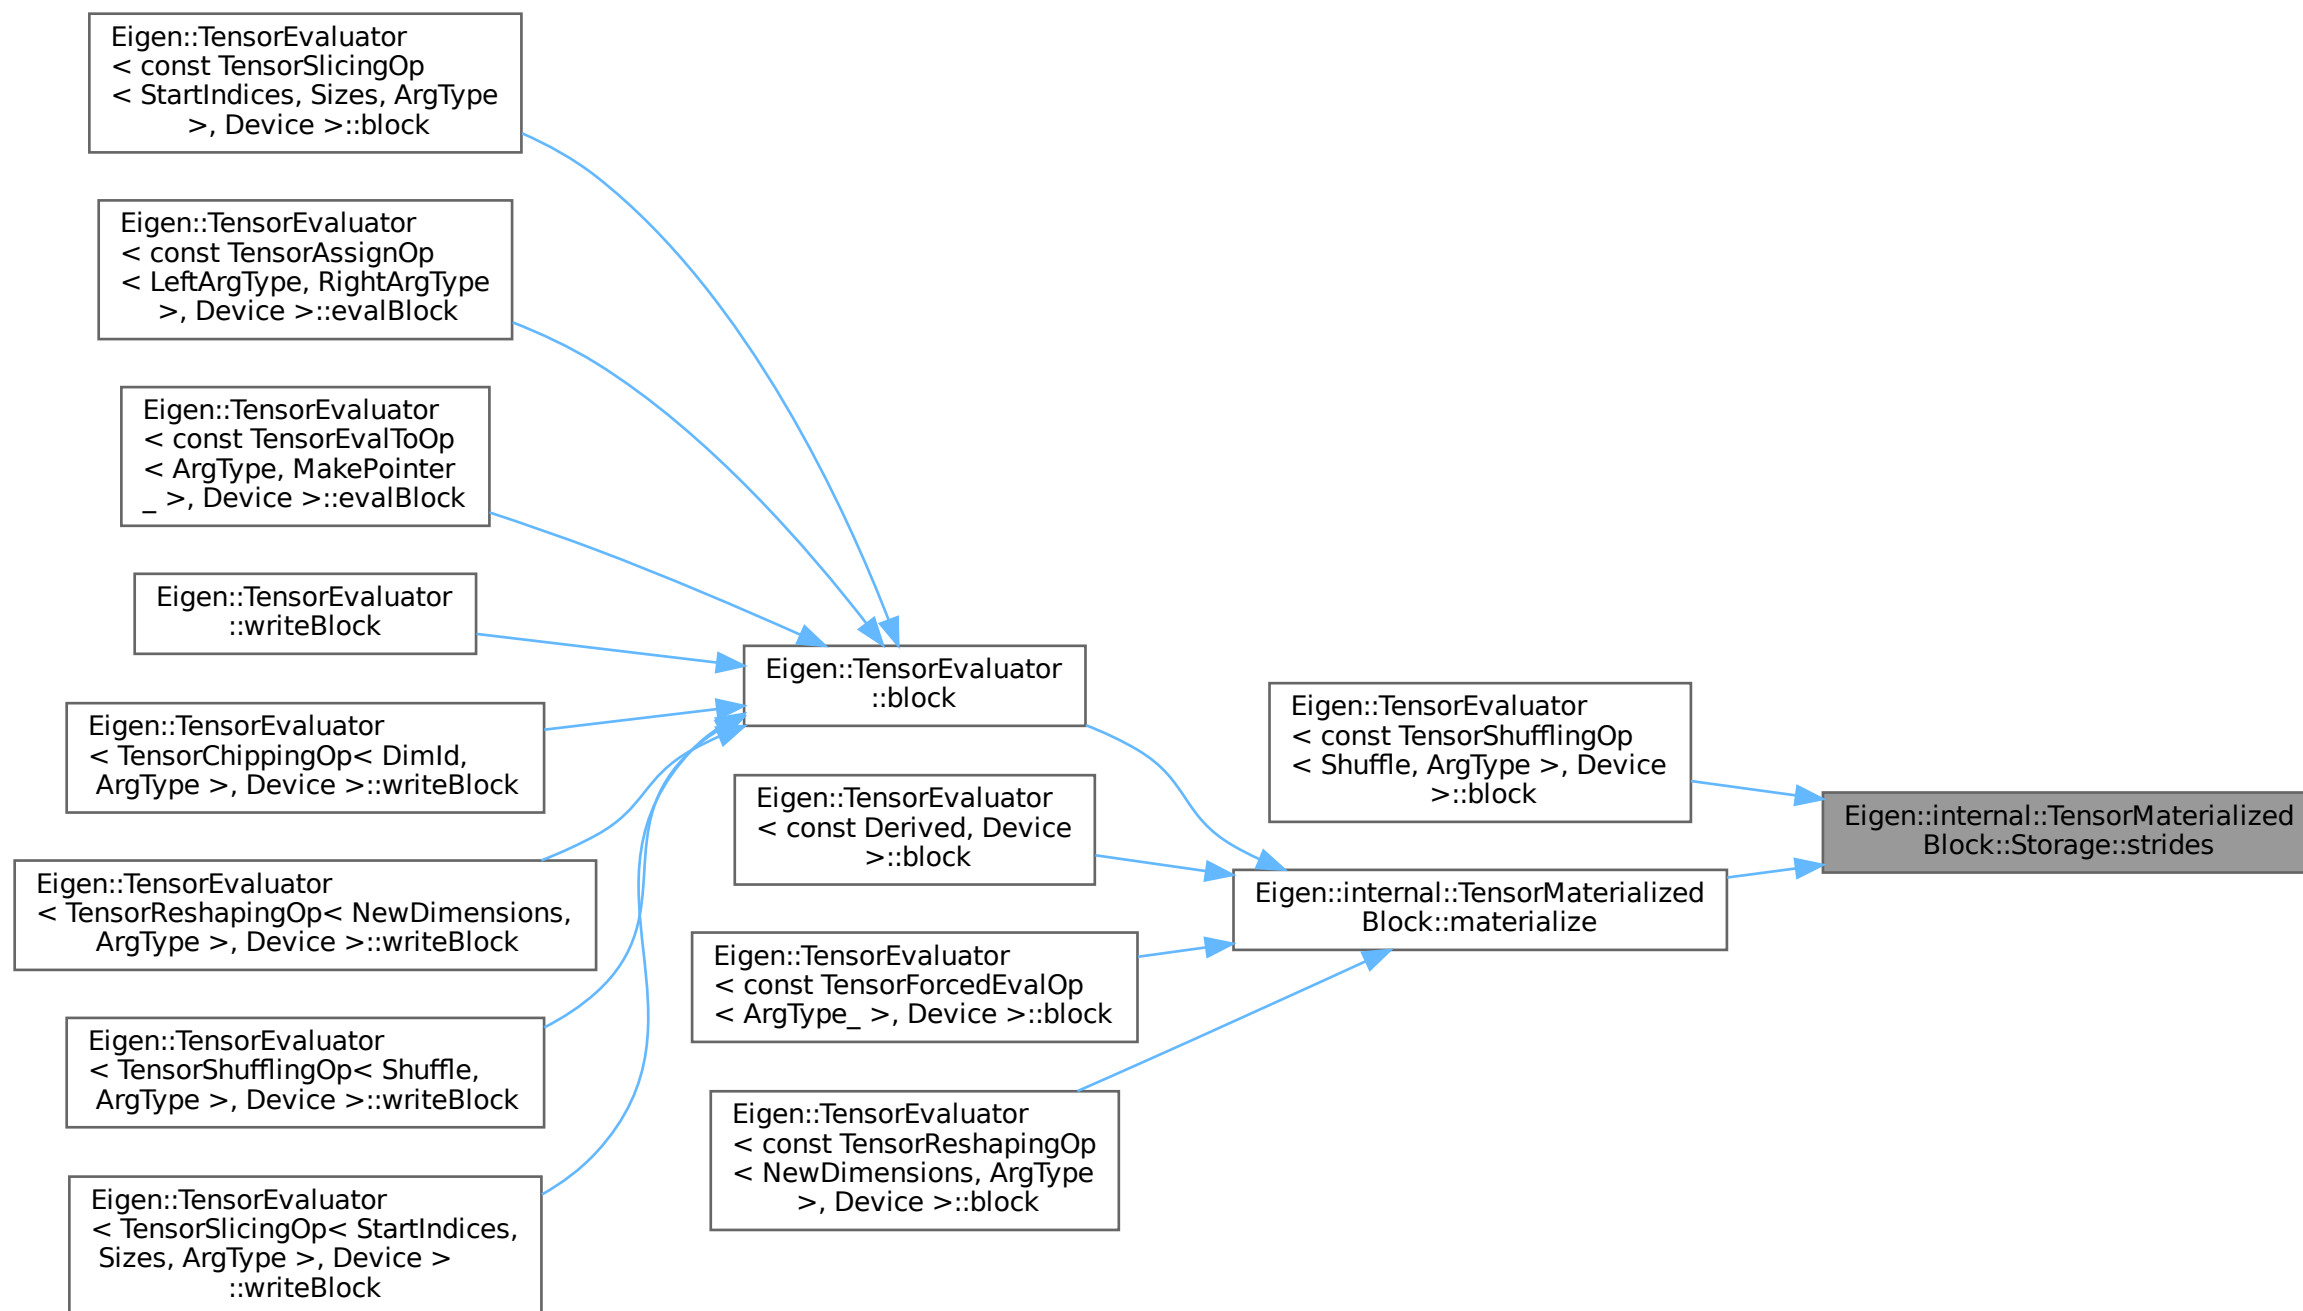 Eigen::TensorEvaluator
< const TensorSlicingOp
< StartIndices, Sizes, ArgType
>, Device >::block
Eigen::TensorEvaluator
< const TensorAssignOp
< LeftArgType, RightArgType
>, Device >::evalBlock
Eigen::TensorEvaluator
< const TensorEvalToOp
< ArgType, MakePointer
_ >, Device >::evalBlock
Eigen::TensorEvaluator
::writeBlock
Eigen::TensorEvaluator
< TensorChippingOp< DimId,
ArgType >, Device >::writeBlock
Eigen::TensorEvaluator
< TensorReshapingOp< NewDimensions,
ArgType >, Device >::writeBlock
Eigen::TensorEvaluator
< TensorShufflingOp< Shuffle,
ArgType >, Device >::writeBlock
Eigen::TensorEvaluator
< TensorSlicingOp< StartIndices,
Sizes, ArgType >, Device >
::writeBlock
Eigen::TensorEvaluator
::block
Eigen::TensorEvaluator
< const Derived, Device
>::block
Eigen::TensorEvaluator
< const TensorForcedEvalOp
< ArgType_ >, Device >::block
Eigen::TensorEvaluator
< const TensorReshapingOp
< NewDimensions, ArgType
>, Device >::block
Eigen::TensorEvaluator
< const TensorShufflingOp
< Shuffle, ArgType >, Device
>::block
Eigen::internal::TensorMaterialized
Block::materialize
Eigen::internal::TensorMaterialized
Block::Storage::strides